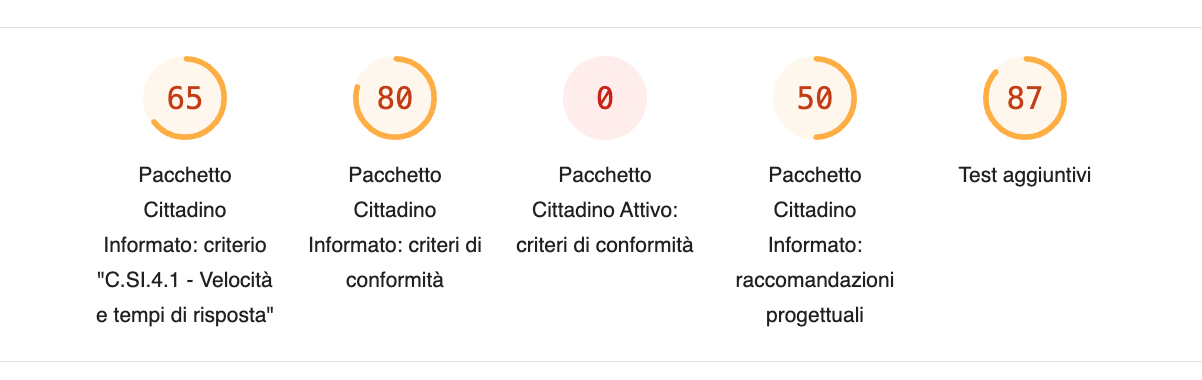 65
80
0
50
87
Pacchetto
Cittadino
Informato: criterio
"C.SI.4.1 - Velocità
e tempi di risposta"
Pacchetto
Cittadino
Informato: criteri di
conformità
Pacchetto
Cittadino Attivo:
criteri di conformità
Pacchetto
Cittadino
Informato:
raccomandazioni
progettuali
Test aggiuntivi